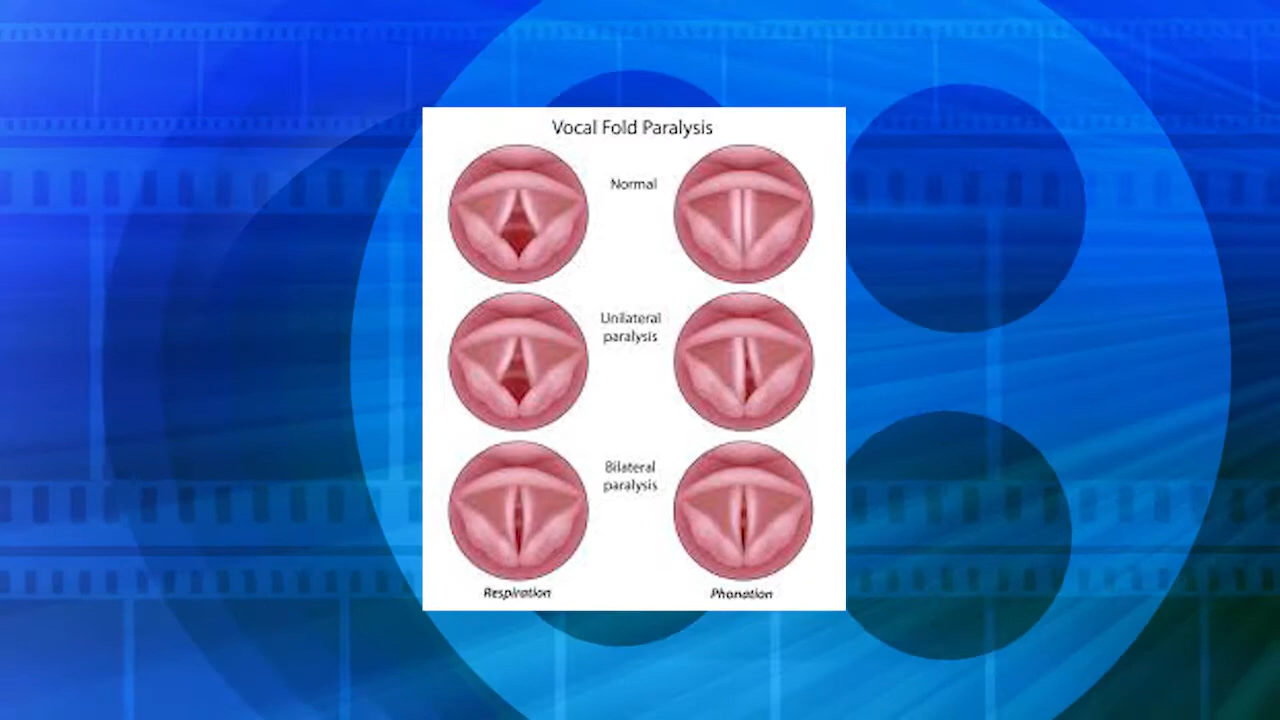 Vocal Fold Paralysis
Normal
Unilateral
paralysis
Bilateral
paralysis
Respiration
Phonation